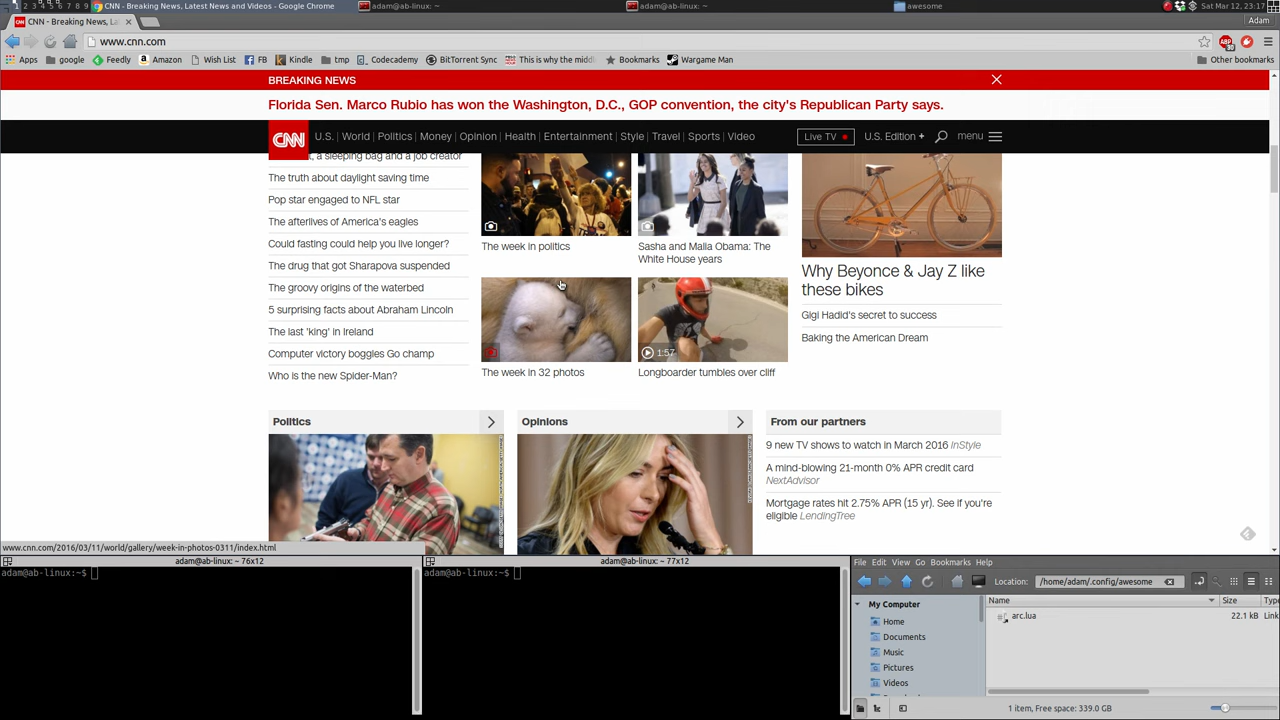 1 2 3 4 5 6 7 8 9
CNN - Breaking News, Latest News and Videos - Google Chrome
adam@ab-linux: ~
adam@ab-linux: ~
awesome
Sat Mar 12, 23:17
CNN - Breaking News, La
Adam
www.cnn.com
ABP
Apps google Feedly Amazon Wish List FB Kindle tmp Codecademy BitTorrent Sync This is why the middl Bookmarks Wargame Man Other bookmarks
BREAKING NEWS
Florida Sen. Marco Rubio has won the Washington, D.C., GOP convention, the city's Republican Party says.
CNN U.S. | World | Politics | Money | Opinion | Health | Entertainment | Style | Travel | Sports | Video Live TV U.S. Edition + menu
, a sleeping bag and a job creator
The truth about daylight saving time
Pop star engaged to NFL star
The afterlives of America's eagles
Could fasting could help you live longer?
The drug that got Sharapova suspended
The groovy origins of the waterbed
5 surprising facts about Abraham Lincoln
The last 'king' in Ireland
Computer victory boggles Go champ
Who is the new Spider-Man?
The week in politics
Sasha and Malia Obama: The
White House years
The week in 32 photos
1:57
Longboarder tumbles over cliff
Why Beyonce & Jay Z like
these bikes
Gigi Hadid's secret to success
Baking the American Dream
Politics
Opinions
From our partners
9 new TV shows to watch in March 2016 InStyle
A mind-blowing 21-month 0% APR credit card
NextAdvisor
Mortgage rates hit 2.75% APR (15 yr). See if you're
eligible LendingTree
www.cnn.com/2016/03/11/world/gallery/week-in-photos-0311/index.html
adam@ab-linux: ~ 76x12
adam@ab-linux:~$
adam@ab-linux: ~ 77x12
adam@ab-linux:~$
File Edit View Go Bookmarks Help
Location: /home/adam/.config/awesome
My Computer
Home
Documents
Music
Pictures
Videos
Name Size Type
arc.lua 22.1 kB Link
1 item, Free space: 339.0 GB